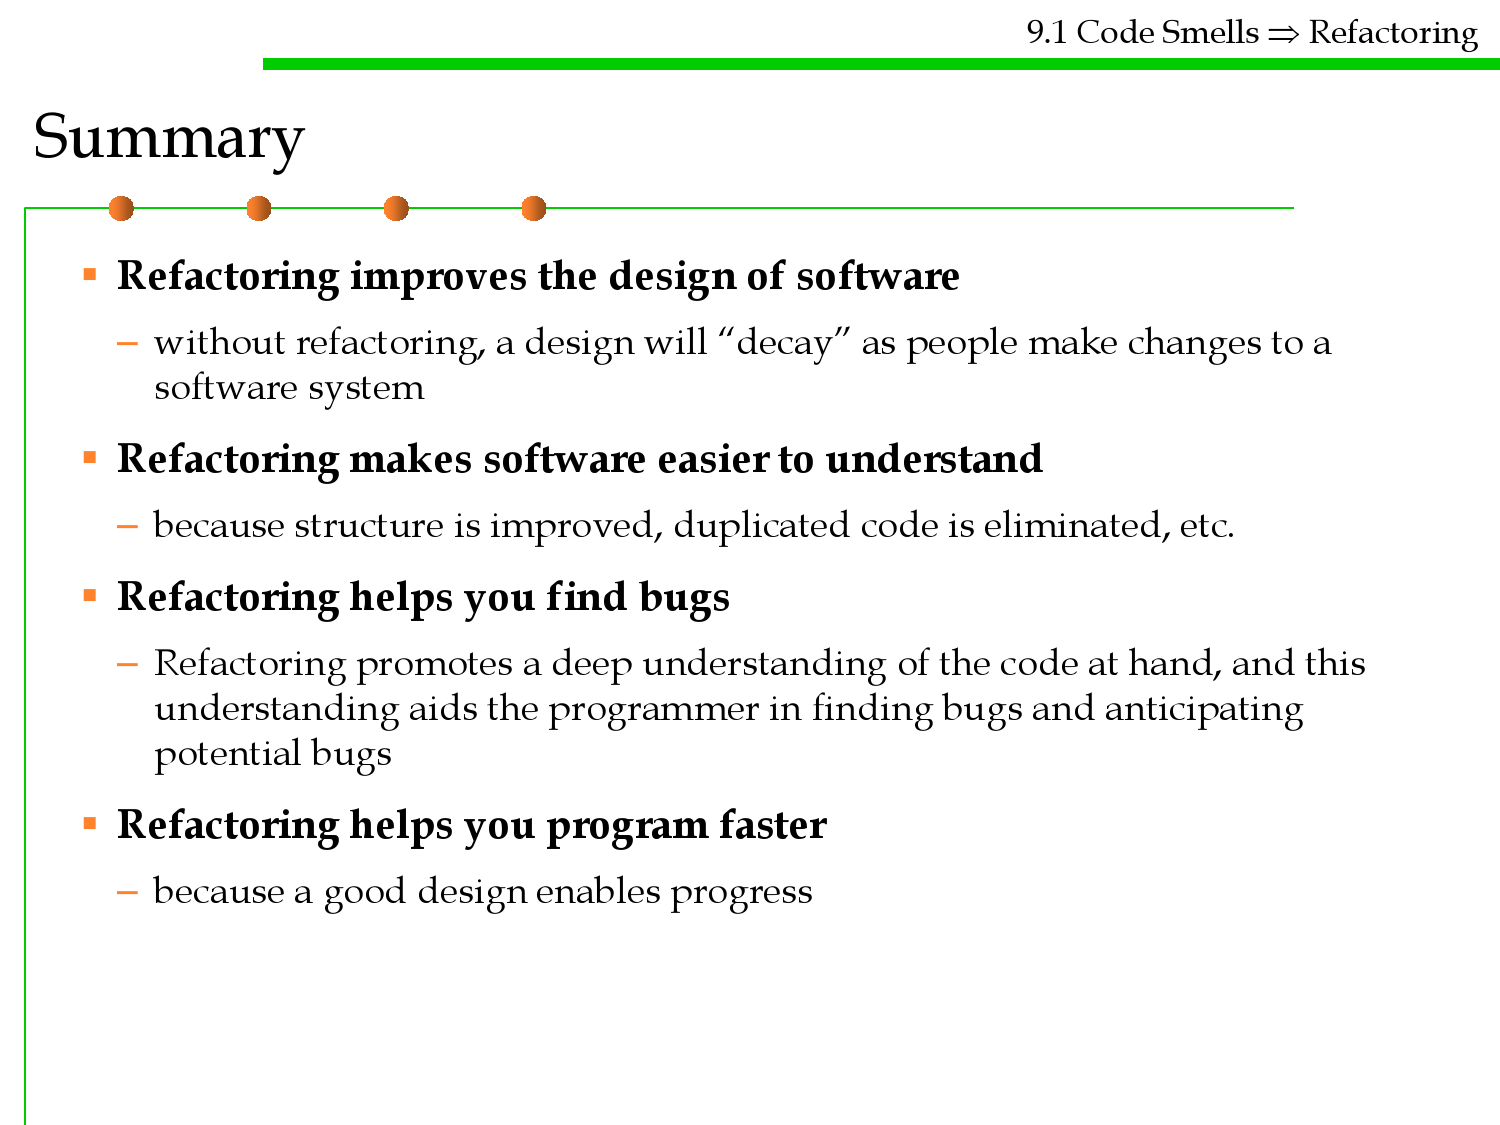 9.1 Code Smells ⇒ Refactoring
Summary
▪ Refactoring improves the design of software
– without refactoring, a design will “decay” as people make changes to a
software system
▪ Refactoring makes software easier to understand
– because structure is improved, duplicated code is eliminated, etc.
▪ Refactoring helps you find bugs
– Refactoring promotes a deep understanding of the code at hand, and this
understanding aids the programmer in finding bugs and anticipating
potential bugs
▪ Refactoring helps you program faster
– because a good design enables progress